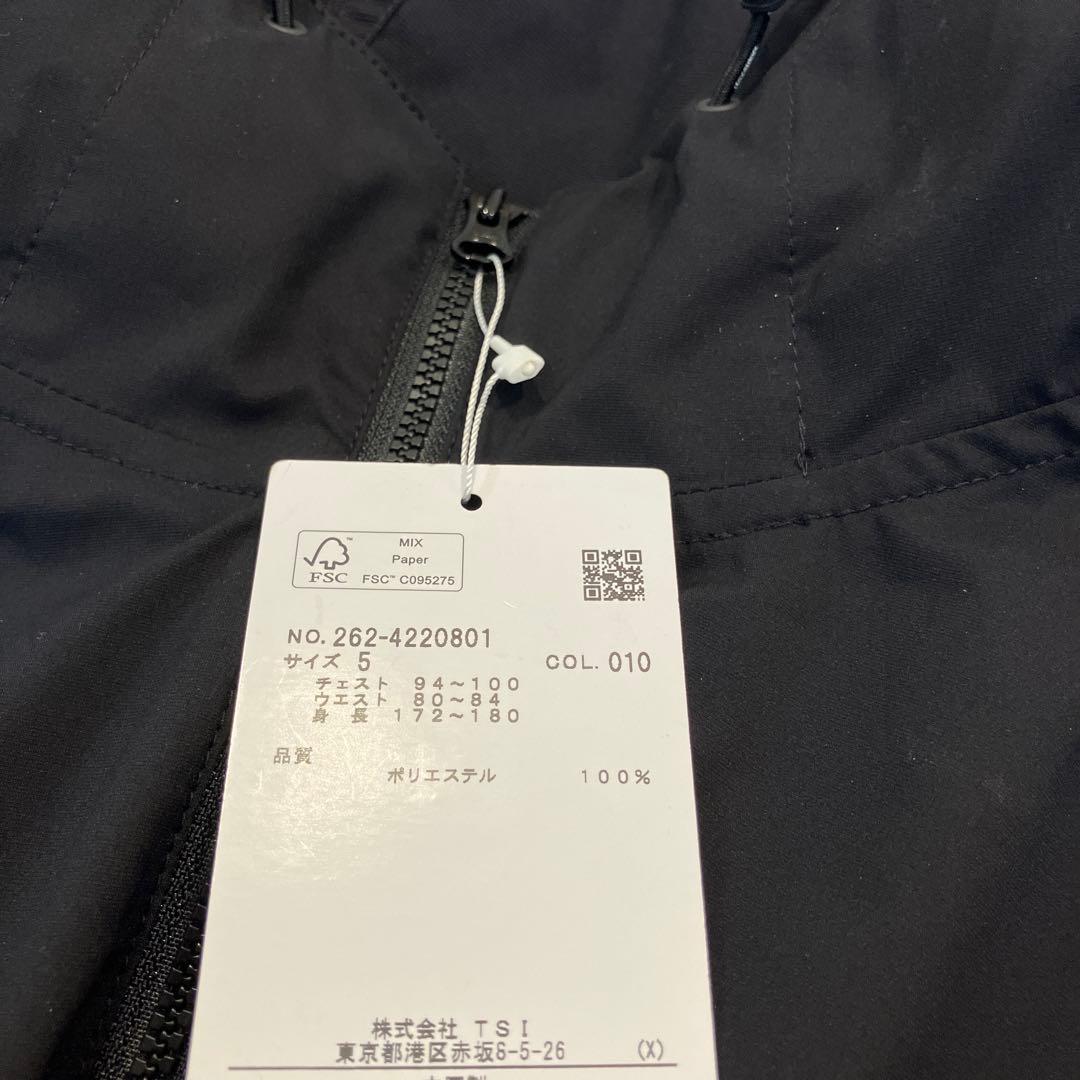 MIX
Paper
FSC™ C095275
FSC
NO. 262-4220801
サイズ 5 COL. 010
チェスト 94～100
ウエスト 80～84
身長 172～180
品質
ポリエステル 100%
株式会社 TSI
東京都港区赤坂8-5-26 (X)